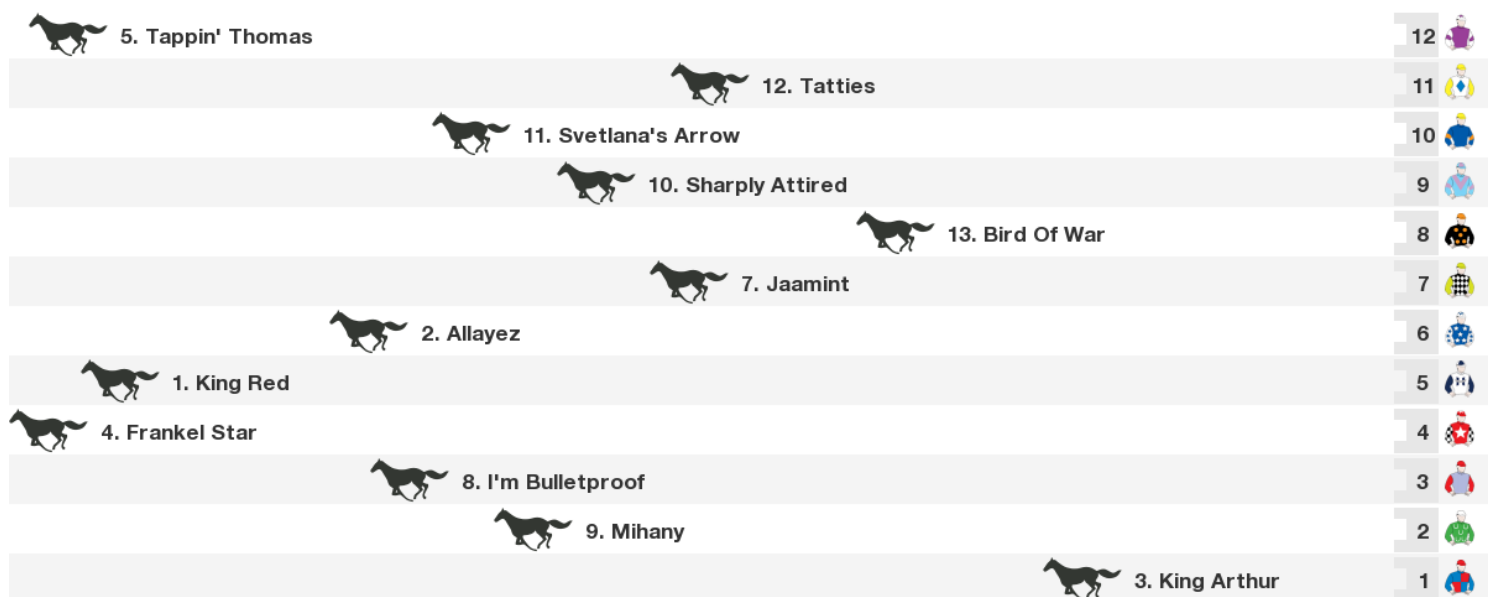 5. Tappin' Thomas 12
12. Tatties 11
11. Svetlana's Arrow 10
10. Sharply Attired 9
13. Bird Of War 8
7. Jaamint 7
2. Allayez 6
1. King Red 5
4. Frankel Star 4
8. I'm Bulletproof 3
9. Mihany 2
3. King Arthur 1